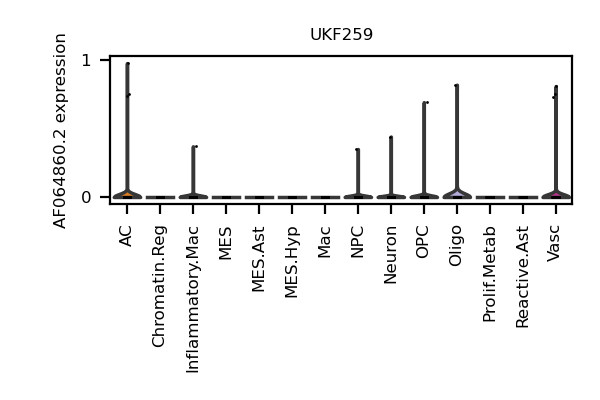 UKF259
AF064860.2 expression
1
0
AC
Chromatin.Reg
Inflammatory.Mac
MES
MES.Ast
MES.Hyp
Mac
NPC
Neuron
OPC
Oligo
Prolif.Metab
Reactive.Ast
Vasc